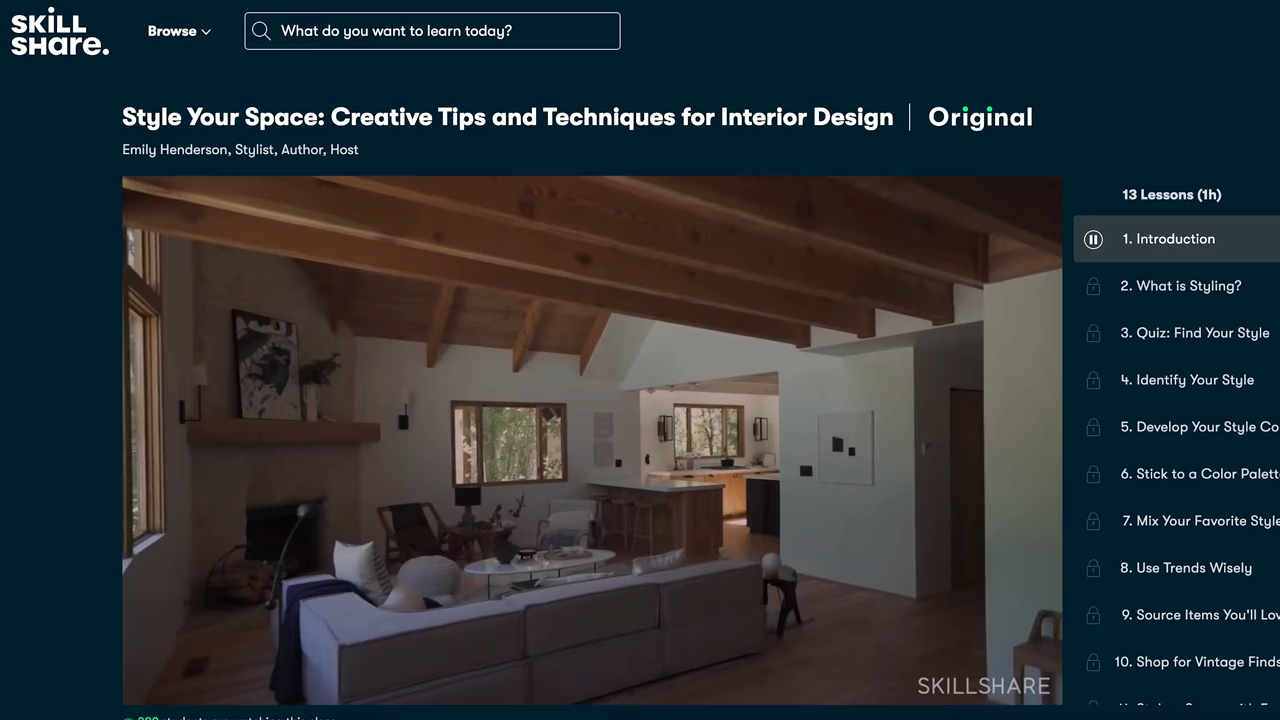 SKILL
SHare.
Browse
What do you want to learn today?
Style Your Space: Creative Tips and Techniques for Interior Design | Original
Emily Henderson, Stylist, Author, Host
13 Lessons (1h)
1. Introduction
2. What is Styling?
3. Quiz: Find Your Style
4. Identify Your Style
5. Develop Your Style Co
6. Stick to a Color Palett
7. Mix Your Favorite Style
8. Use Trends Wisely
9. Source Items You'll Lov
10. Shop for Vintage Finds
SKILLSHARE